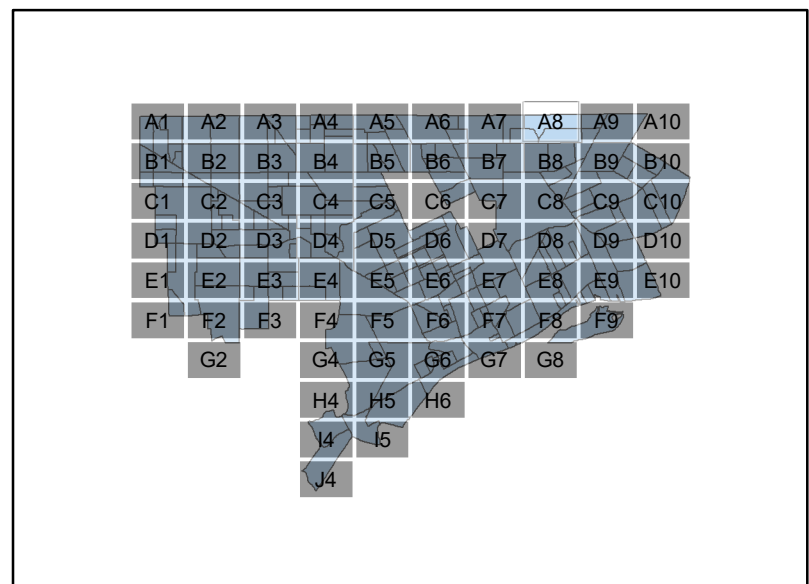 A1 A2 A3 A4 A5 A6 A7 A8 A9 A10
B1 B2 B3 B4 B5 B6 B7 B8 B9 B10
C1 C2 C3 C4 C5 C6 C7 C8 C9 C10
D1 D2 D3 D4 D5 D6 D7 D8 D9 D10
E1 E2 E3 E4 E5 E6 E7 E8 E9 E10
F1 F2 F3 F4 F5 F6 F7 F8 F9
G2 G4 G5 G6 G7 G8
H4 H5 H6
I4 I5
J4